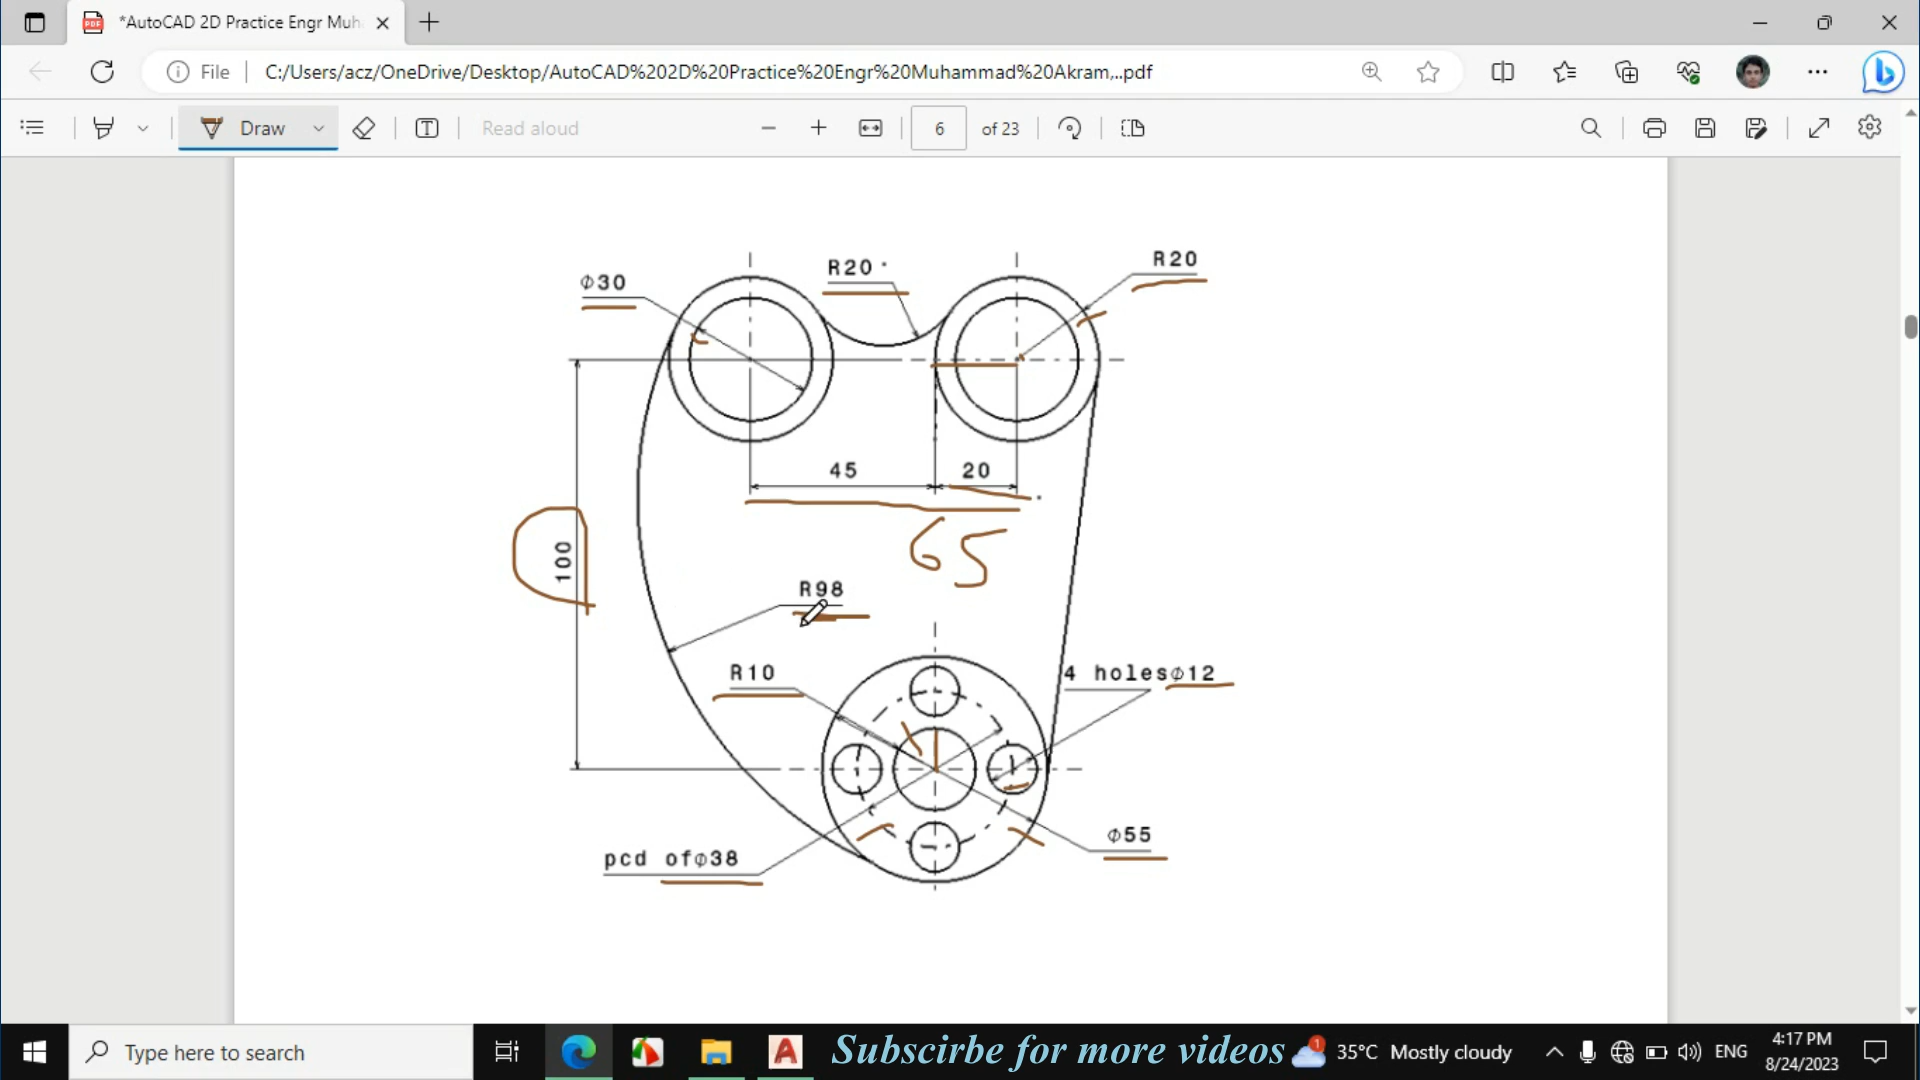 *AutoCAD 2D Practice Engr Muh
File
C:/Users/acz/OneDrive/Desktop/AutoCAD%202D%20Practice%20Engr%20Muhammad%20Akram,..pdf
Draw
Read aloud
6
of 23
R20
R20
ϕ30
45
20
65
100
R98
R10
4 holesϕ12
ϕ55
pcd ofϕ38
Type here to search
Subscirbe for more videos
1
35°C Mostly cloudy
ENG
4:17 PM
8/24/2023